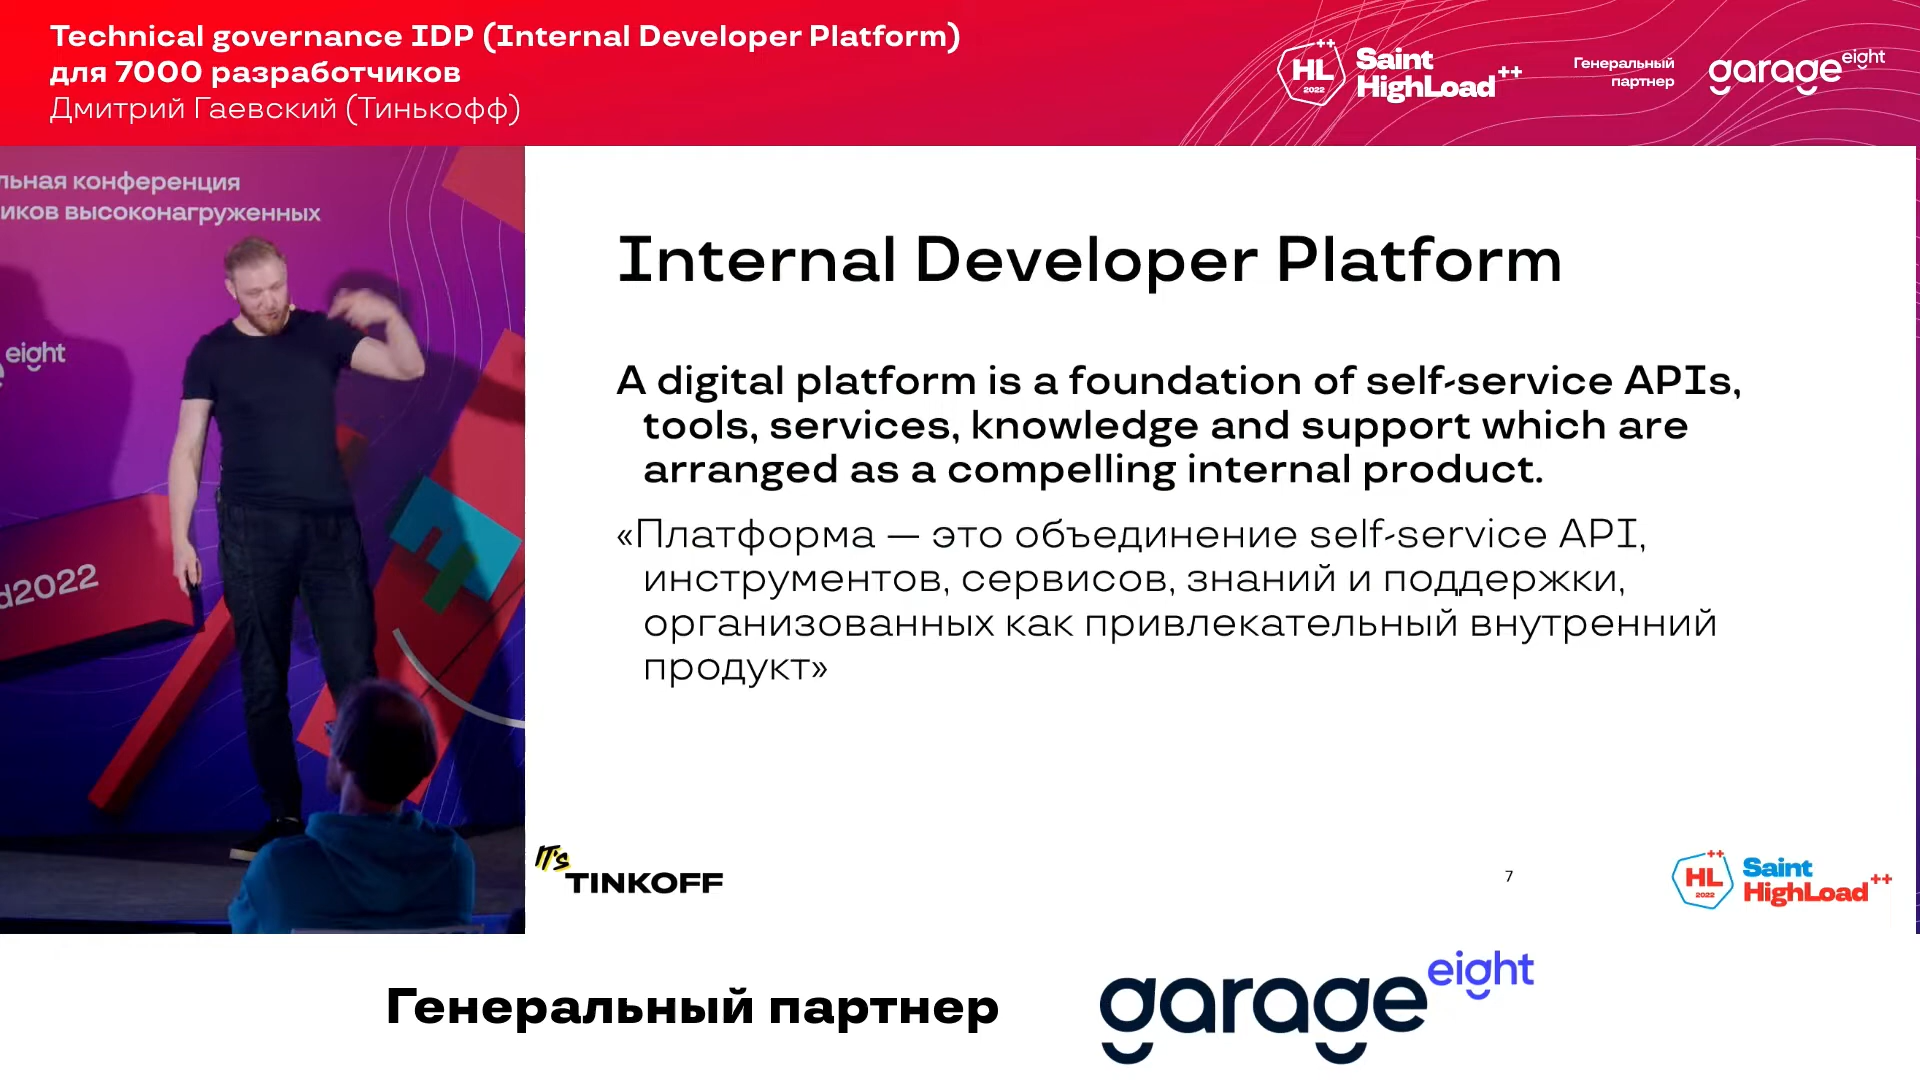 Technical governance IDP (Internal Developer Platform)
для 7000 разработчиков
Дмитрий Гаевский (Тинькофф)
HL++
2022
Saint
HighLoad++
Генеральный
партнер
garage eight
льная конференция
иков высоконагруженных
eight
d2022
Internal Developer Platform
A digital platform is a foundation of self-service APIs,
tools, services, knowledge and support which are
arranged as a compelling internal product.
«Платформа — это объединение self-service API,
инструментов, сервисов, знаний и поддержки,
организованных как привлекательный внутренний
продукт»
IT's
TINKOFF
7
HL++
2022
Saint
HighLoad++
Генеральный партнер
garage eight